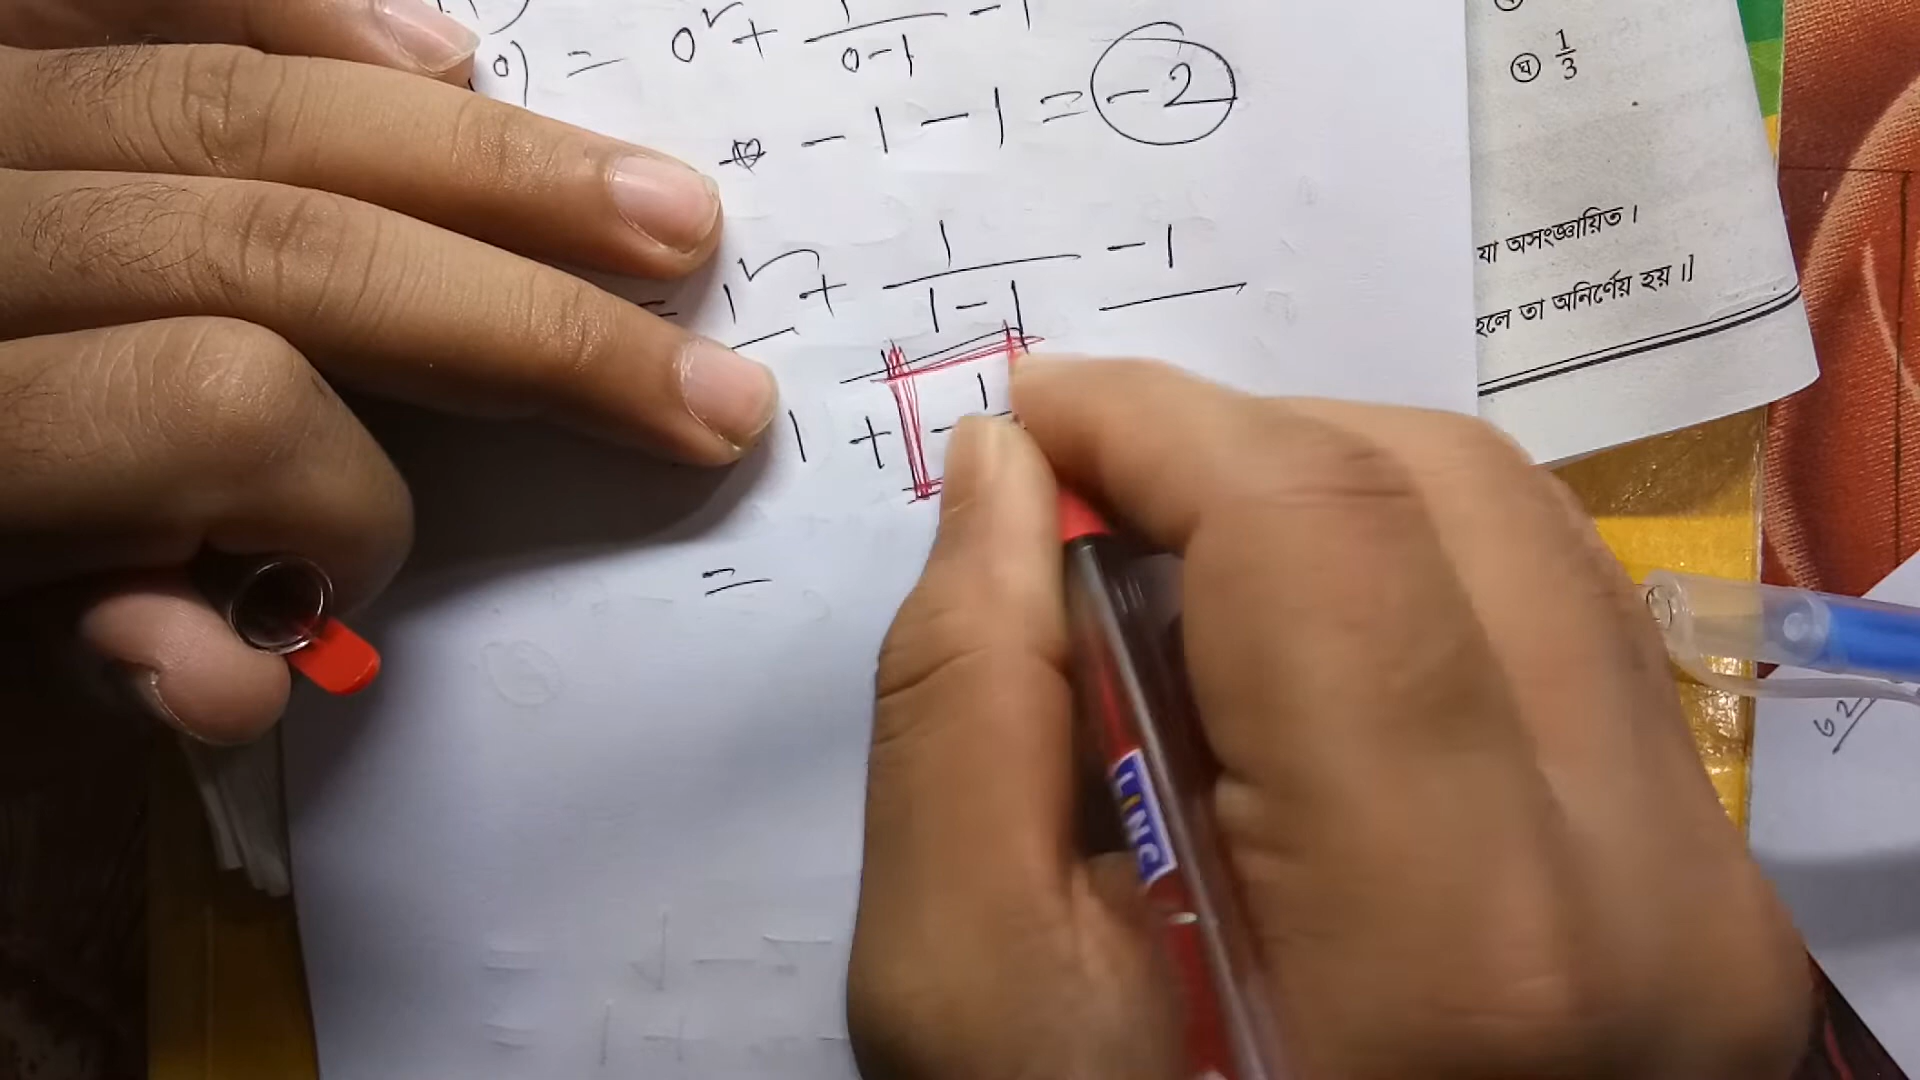 0) = 0² + 1/(0-1) - 1
- 1 - 1 = -2
= 1² + 1/(1-1) - 1
1 + 1
=
ঘ 1/3
যা অসংজ্ঞায়িত।
হলে তা অনির্ণেয় হয়।]
LINC